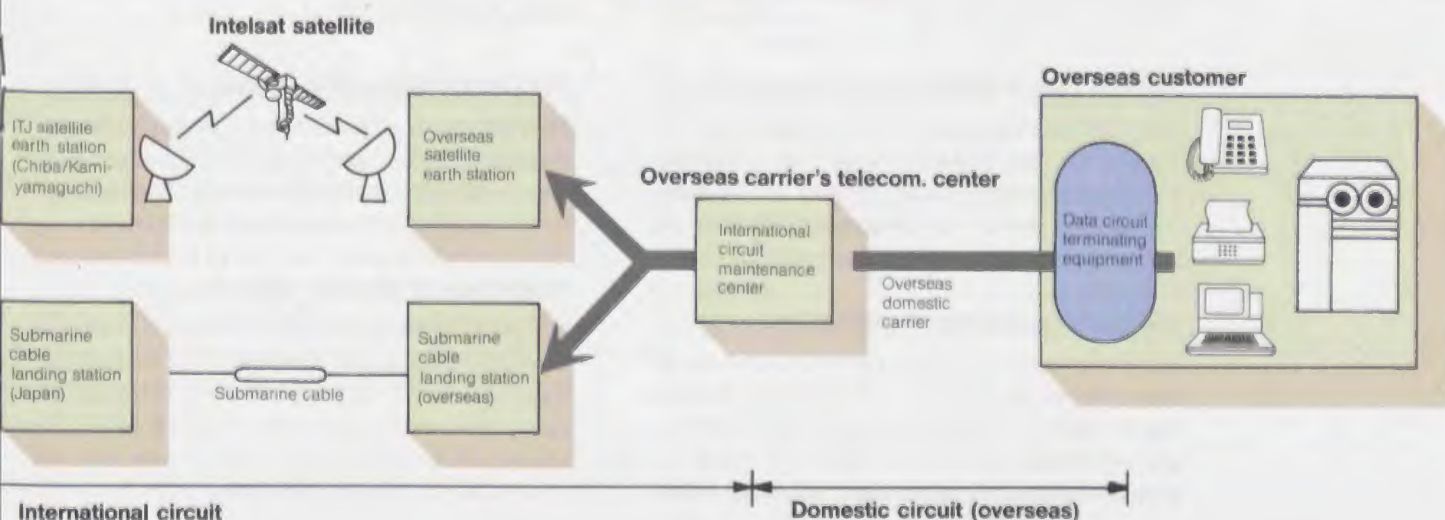 Intelsat satellite
ITJ satellite
earth station
(Chiba/Kami-
yamaguchi)
Overseas
satellite
earth station
Overseas carrier's telecom. center
International
circuit
maintenance
center
Overseas
domestic
carrier
Overseas customer
Data circuit
terminating
equipment
Submarine
cable
landing station
(Japan)
Submarine cable
Submarine
cable
landing station
(overseas)
International circuit
Domestic circuit (overseas)